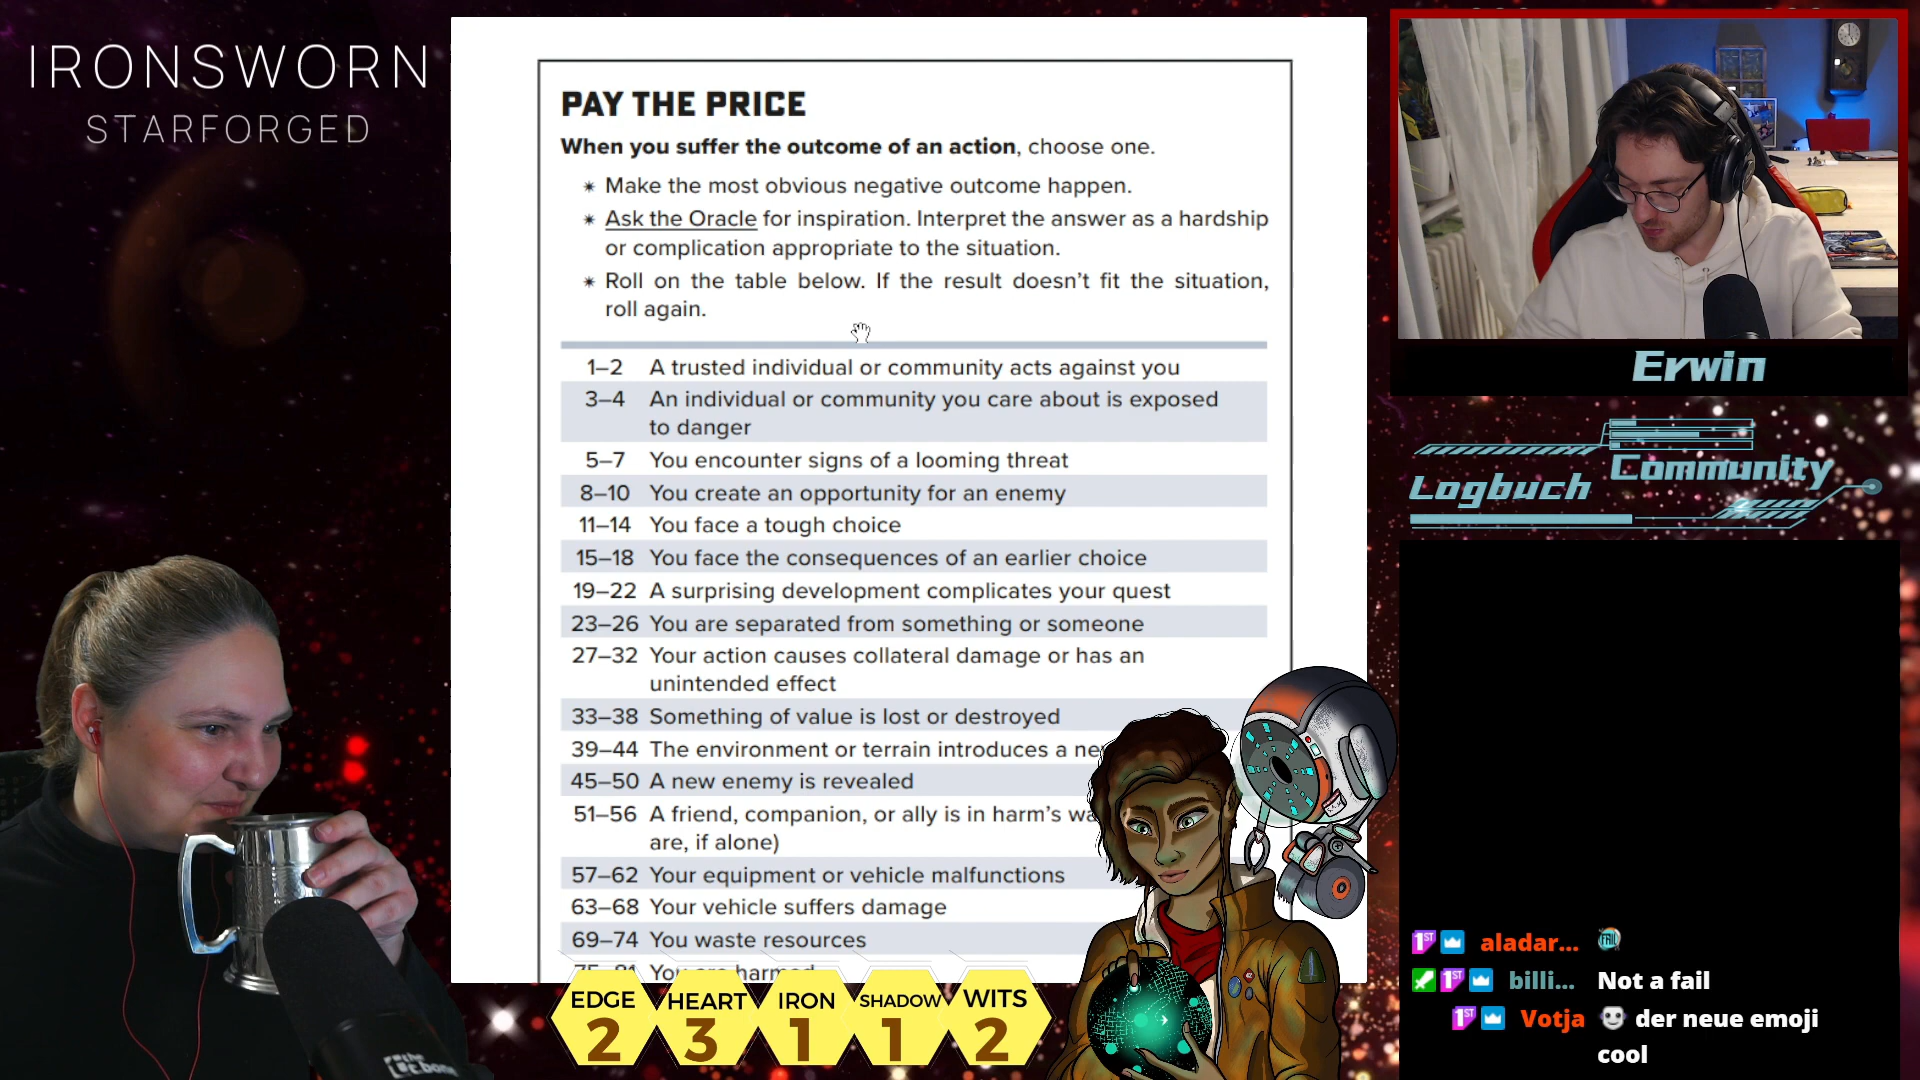 IRONSWORN
STARFORGED
PAY THE PRICE
When you suffer the outcome of an action, choose one.
✷ Make the most obvious negative outcome happen.
✷ Ask the Oracle for inspiration. Interpret the answer as a hardship
or complication appropriate to the situation.
✷ Roll on the table below. If the result doesn't fit the situation,
roll again.
1–2 A trusted individual or community acts against you
3–4 An individual or community you care about is exposed
to danger
5–7 You encounter signs of a looming threat
8–10 You create an opportunity for an enemy
11–14 You face a tough choice
15–18 You face the consequences of an earlier choice
19–22 A surprising development complicates your quest
23–26 You are separated from something or someone
27–32 Your action causes collateral damage or has an
unintended effect
33–38 Something of value is lost or destroyed
39–44 The environment or terrain introduces a ne
45–50 A new enemy is revealed
51–56 A friend, companion, or ally is in harm's wa
are, if alone)
57–62 Your equipment or vehicle malfunctions
63–68 Your vehicle suffers damage
69–74 You waste resources
75–81 You are harmed
EDGE
2
HEART
3
IRON
1
SHADOW
1
WITS
2
Erwin
Logbuch
Community
1ST aladar... FAIL
1ST billi... Not a fail
1ST Votja der neue emoji
cool